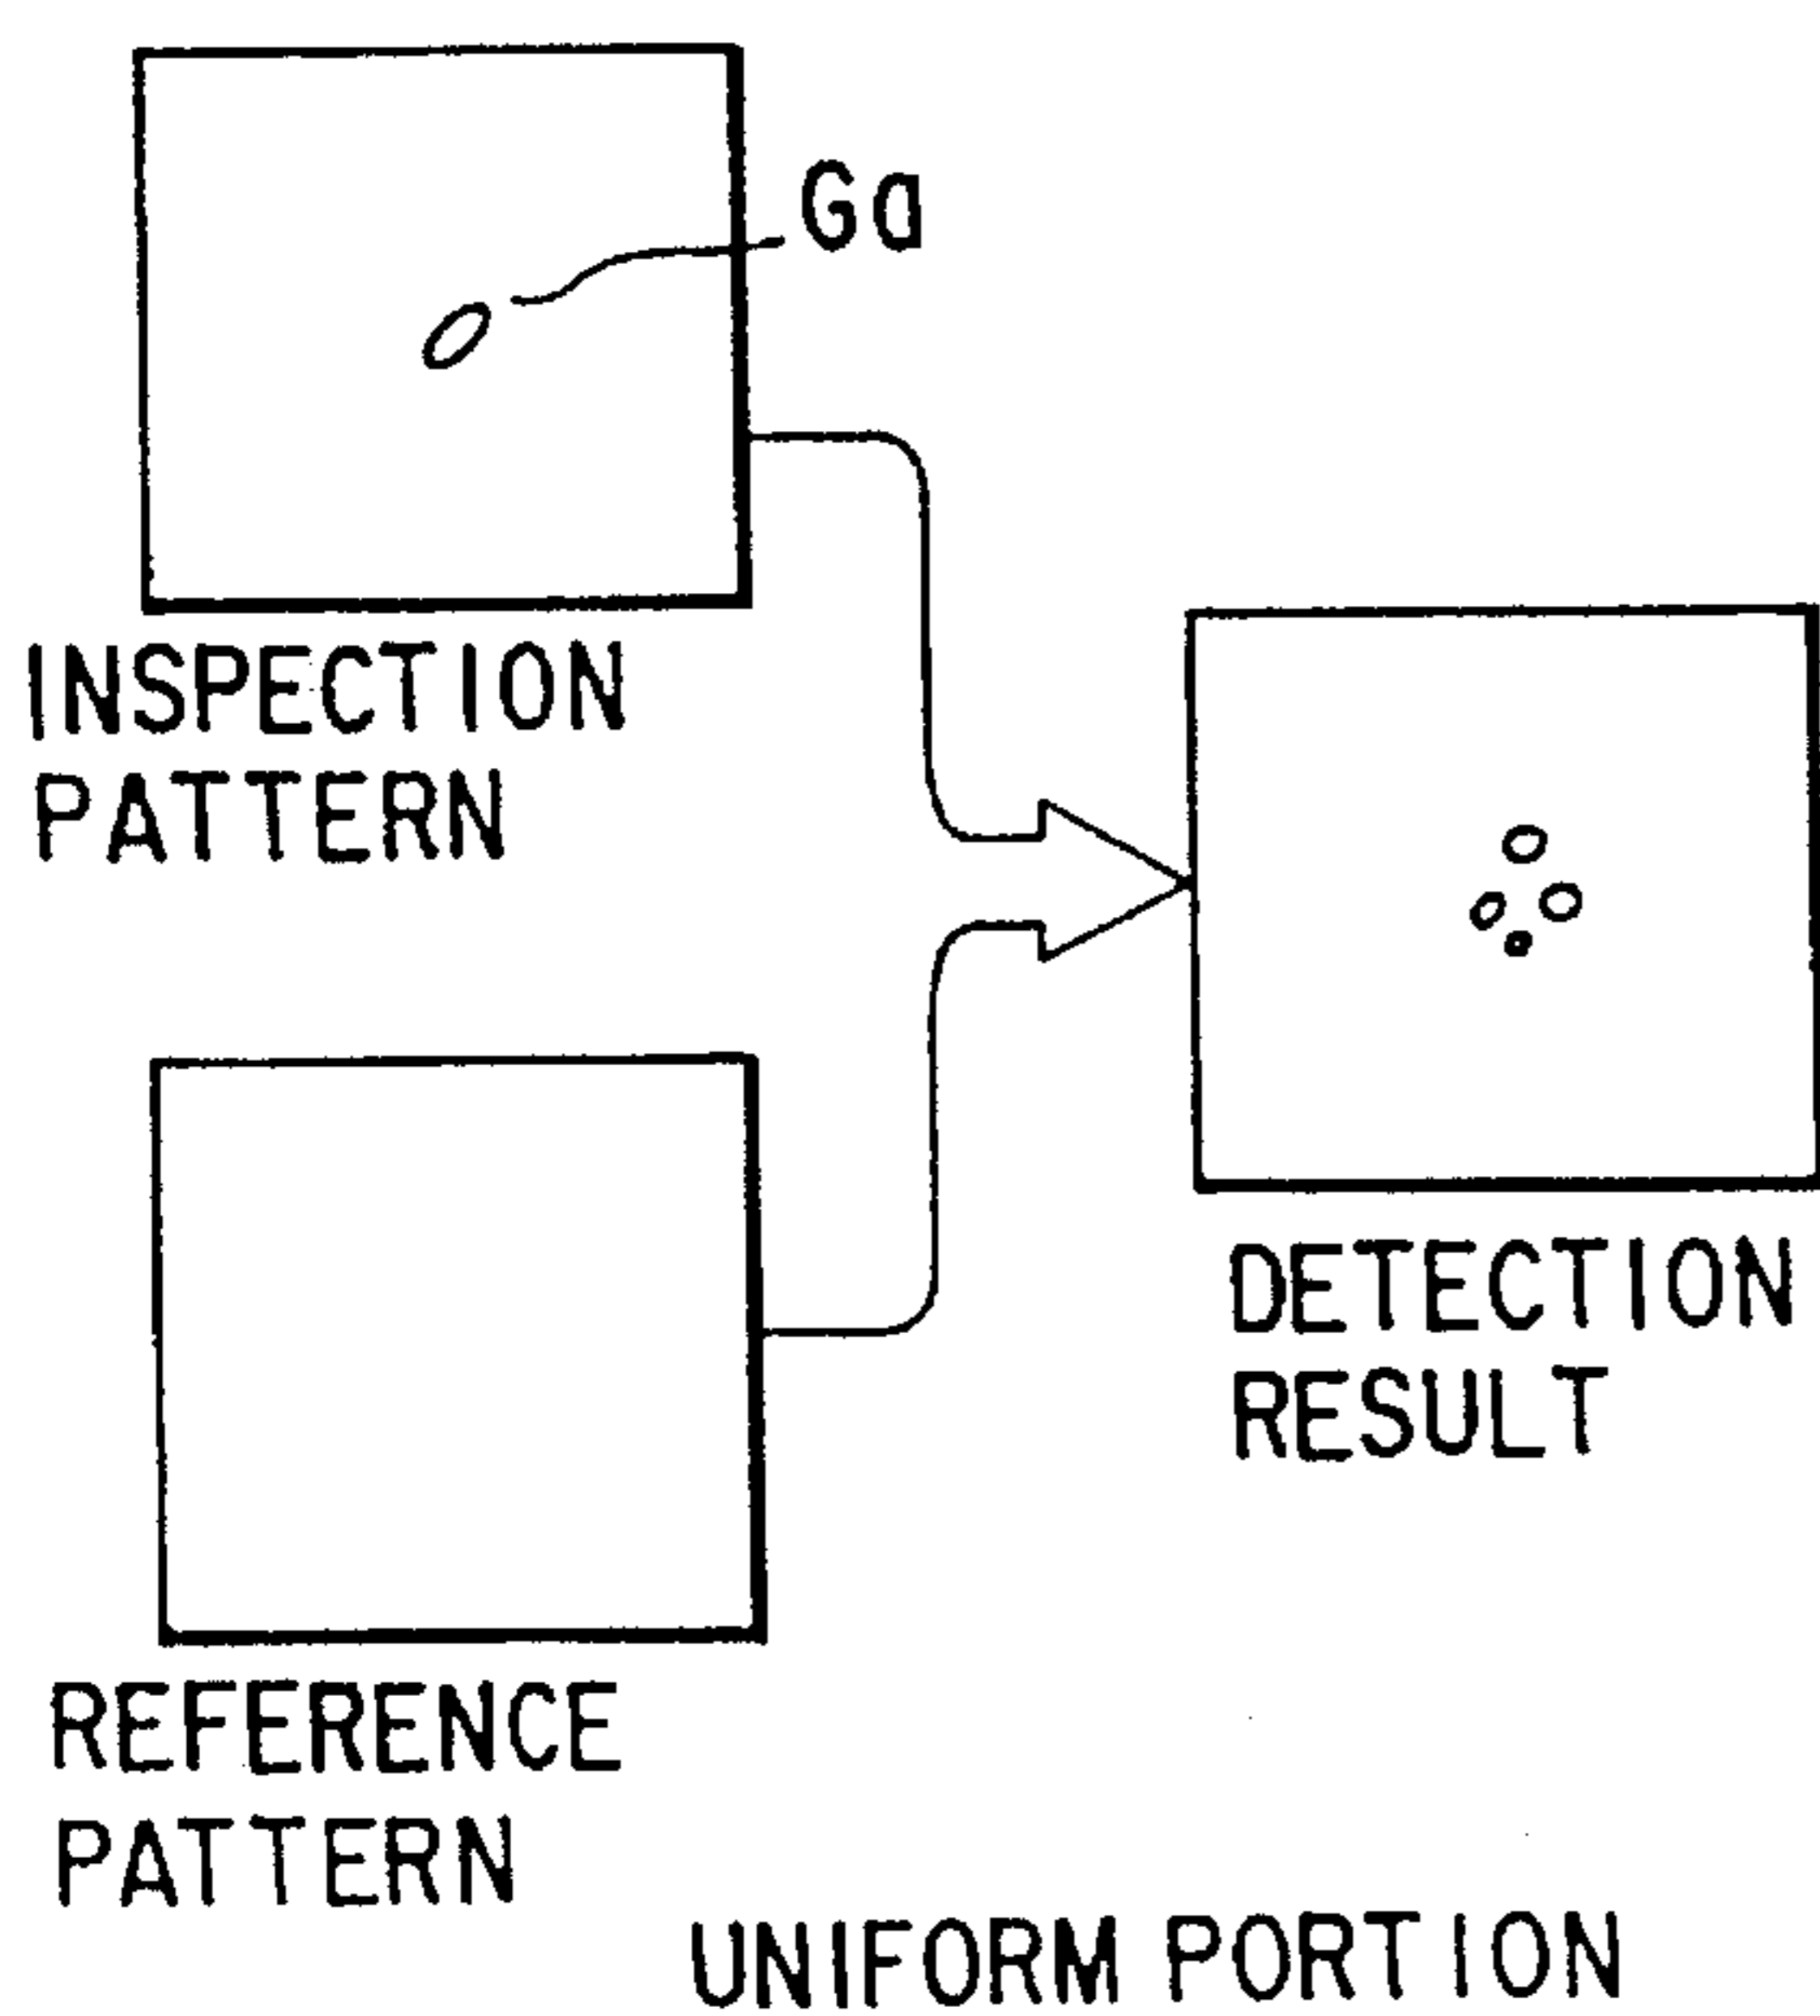 Ga
INSPECTION
PATTERN
DETECTION
RESULT
REFERENCE
PATTERN
UNIFORM PORTION